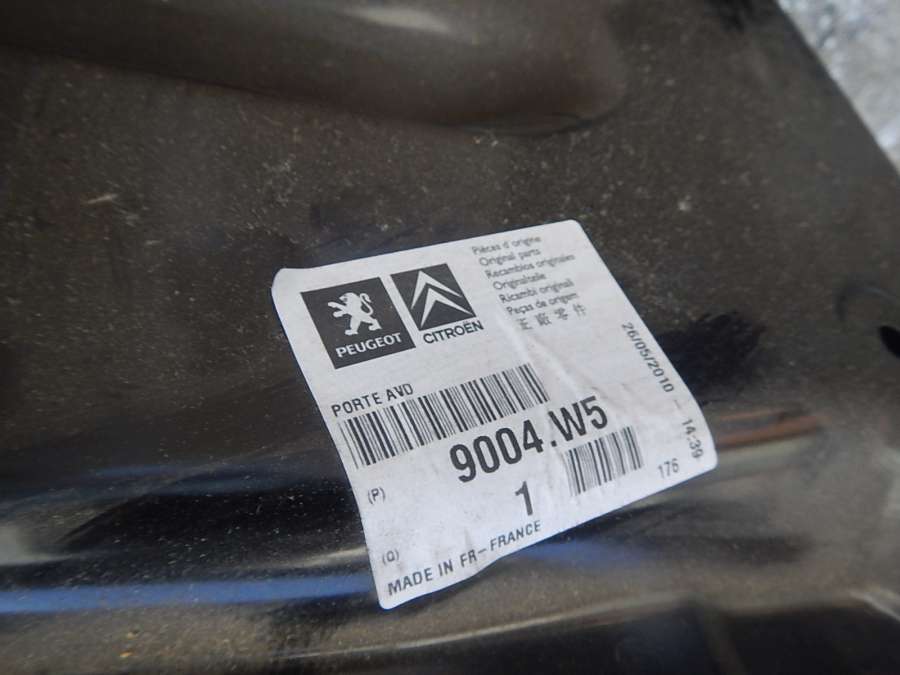 PEUGEOT
CITROËN
Pièces d'origine
Original parts
Recambios originales
Originalteile
Ricambi originali
Peças de origem
正廠零件
26/05/2010 - 14:39
PORTE AVD
(P) 9004.W5
176
(Q) 1
MADE IN FR-FRANCE